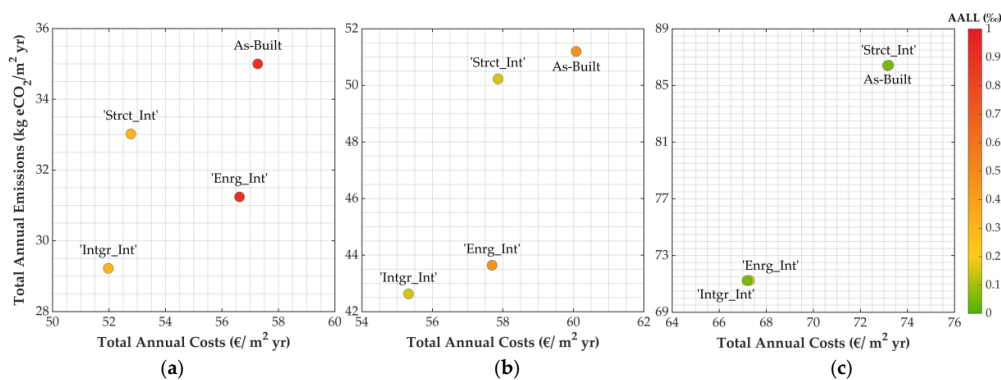 Total Annual Emissions (kg eCO₂/m² yr)
36
35
34
33
32
31
30
29
28
50
52
54
56
58
60
As-Built
'Strct_Int'
'Enrg_Int'
'Intgr_Int'
Total Annual Costs (€/ m² yr)
(a)
52
50
48
46
44
42
54
56
58
60
62
'Strct_Int'
As-Built
'Enrg_Int'
'Intgr_Int'
Total Annual Costs (€/ m² yr)
(b)
89
85
81
77
73
69
64
66
68
70
72
74
76
'Strct_Int'
As-Built
'Enrg_Int'
'Intgr_Int'
Total Annual Costs (€/ m² yr)
(c)
AALL (‰)
1
0.9
0.8
0.7
0.6
0.5
0.4
0.3
0.2
0.1
0